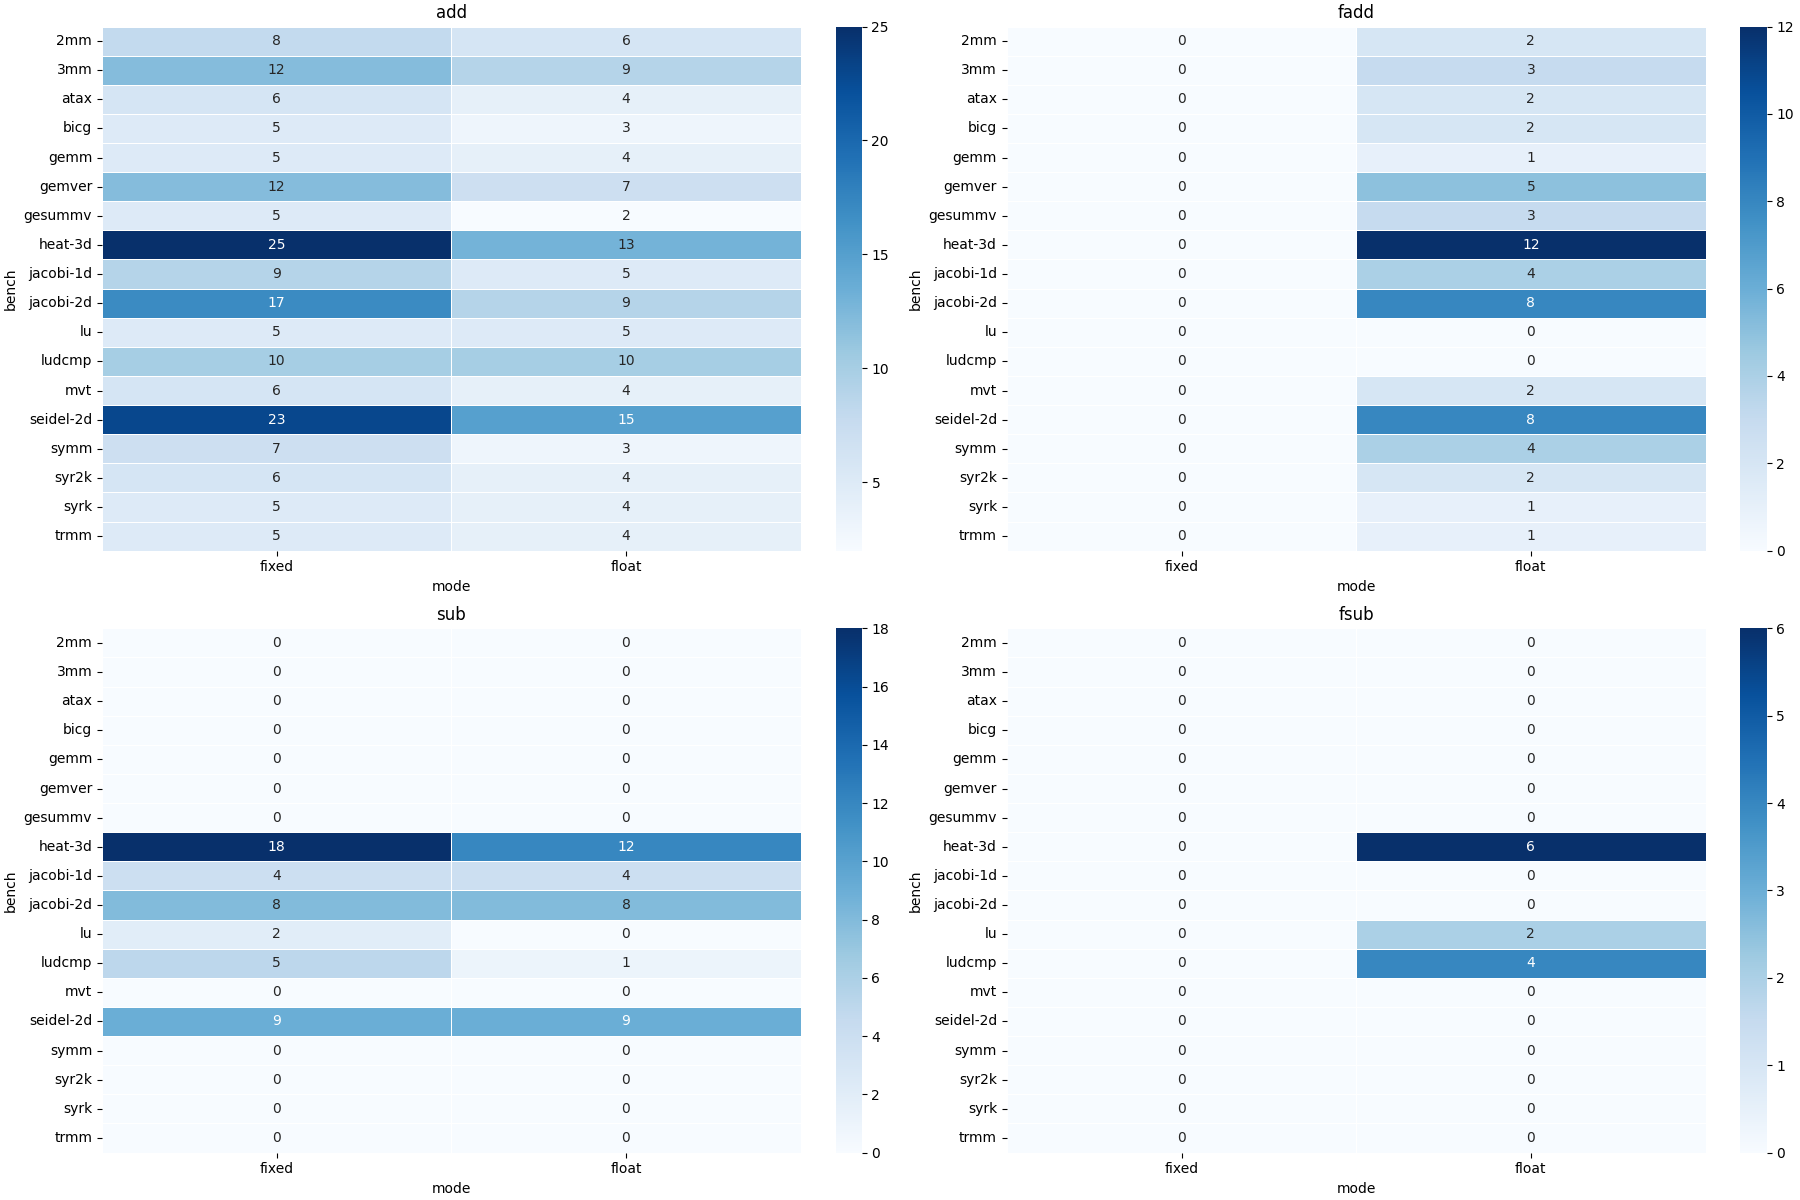 add
2mm 8 6 25
3mm 12 9
atax 6 4
bicg 5 3 20
gemm 5 4
gemver 12 7
gesummv 5 2 15
heat-3d 25 13
jacobi-1d 9 5
jacobi-2d 17 9
lu 5 5
ludcmp 10 10 10
mvt 6 4
seidel-2d 23 15
symm 7 3
syr2k 6 4 5
syrk 5 4
trmm 5 4
bench
fixed float
mode
fadd
2mm 0 2 12
3mm 0 3
atax 0 2
bicg 0 2 10
gemm 0 1
gemver 0 5
gesummv 0 3 8
heat-3d 0 12
jacobi-1d 0 4
jacobi-2d 0 8 6
lu 0 0
ludcmp 0 0
mvt 0 2 4
seidel-2d 0 8
symm 0 4
syr2k 0 2 2
syrk 0 1
trmm 0 1
0
bench
fixed float
mode
sub
2mm 0 0 18
3mm 0 0
atax 0 0 16
bicg 0 0
gemm 0 0 14
gemver 0 0
gesummv 0 0 12
heat-3d 18 12
jacobi-1d 4 4 10
jacobi-2d 8 8
lu 2 0 8
ludcmp 5 1
mvt 0 0 6
seidel-2d 9 9
symm 0 0 4
syr2k 0 0
syrk 0 0 2
trmm 0 0
0
bench
fixed float
mode
fsub
2mm 0 0 6
3mm 0 0
atax 0 0
bicg 0 0 5
gemm 0 0
gemver 0 0
gesummv 0 0 4
heat-3d 0 6
jacobi-1d 0 0
jacobi-2d 0 0 3
lu 0 2
ludcmp 0 4
mvt 0 0 2
seidel-2d 0 0
symm 0 0
syr2k 0 0 1
syrk 0 0
trmm 0 0
0
bench
fixed float
mode